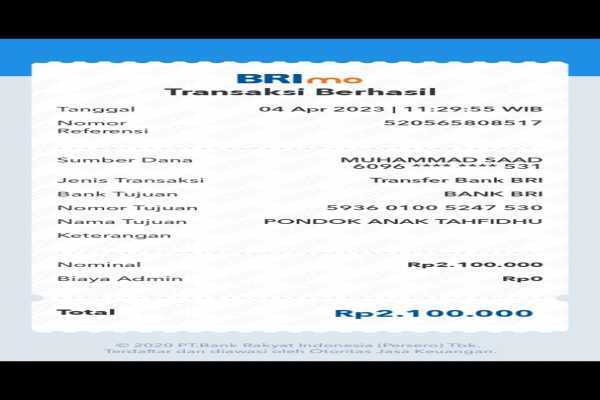 BRImo
Transaksi Berhasil
Tanggal 04 Apr 2023 | 11:29:55 WIB
Nomor Referensi 520565808517
Sumber Dana MUHAMMAD SAAD
6096 **** **** 531
Jenis Transaksi Transfer Bank BRI
Bank Tujuan BANK BRI
Nomor Tujuan 5936 0100 5247 530
Nama Tujuan PONDOK ANAK TAHFIDHU
Keterangan
Nominal Rp2.100.000
Biaya Admin Rp0
Total Rp2.100.000
© 2020 PT.Bank Rakyat Indonesia (Persero) Tbk.
Terdaftar dan diawasi oleh Otoritas Jasa Keuangan.